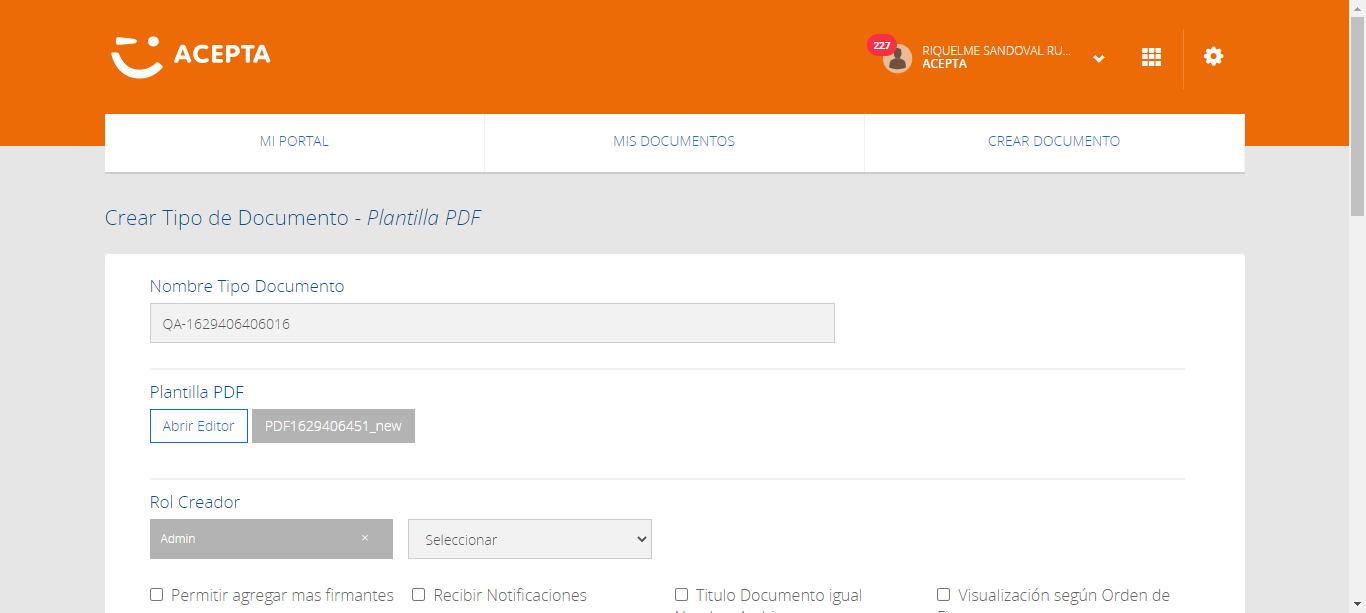 ACEPTA
227
RIQUELME SANDOVAL RU...
ACEPTA
MI PORTAL
MIS DOCUMENTOS
CREAR DOCUMENTO
Crear Tipo de Documento - Plantilla PDF
Nombre Tipo Documento
QA-1629406406016
Plantilla PDF
Abrir Editor
PDF1629406451_new
Rol Creador
Admin ×
Seleccionar
Permitir agregar mas firmantes
Recibir Notificaciones
Titulo Documento igual
Visualización según Orden de